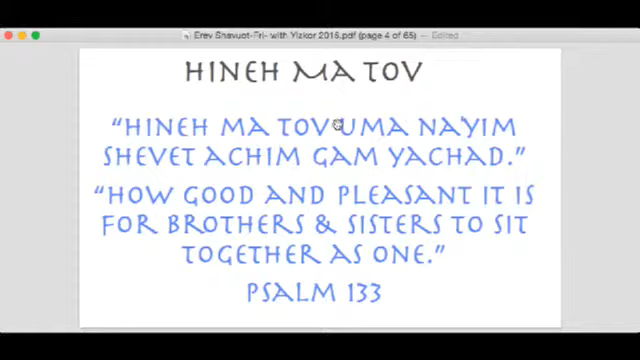 Erev Shavuot-Fri- with Yizkor 2015.pdf (page 4 of 65) — Edited
HINEH MA TOV
“HINEH MA TOV UMA NA'YIM
SHEVET ACHIM GAM YACHAD.”
“HOW GOOD AND PLEASANT IT IS
FOR BROTHERS & SISTERS TO SIT
TOGETHER AS ONE.”
PSALM 133